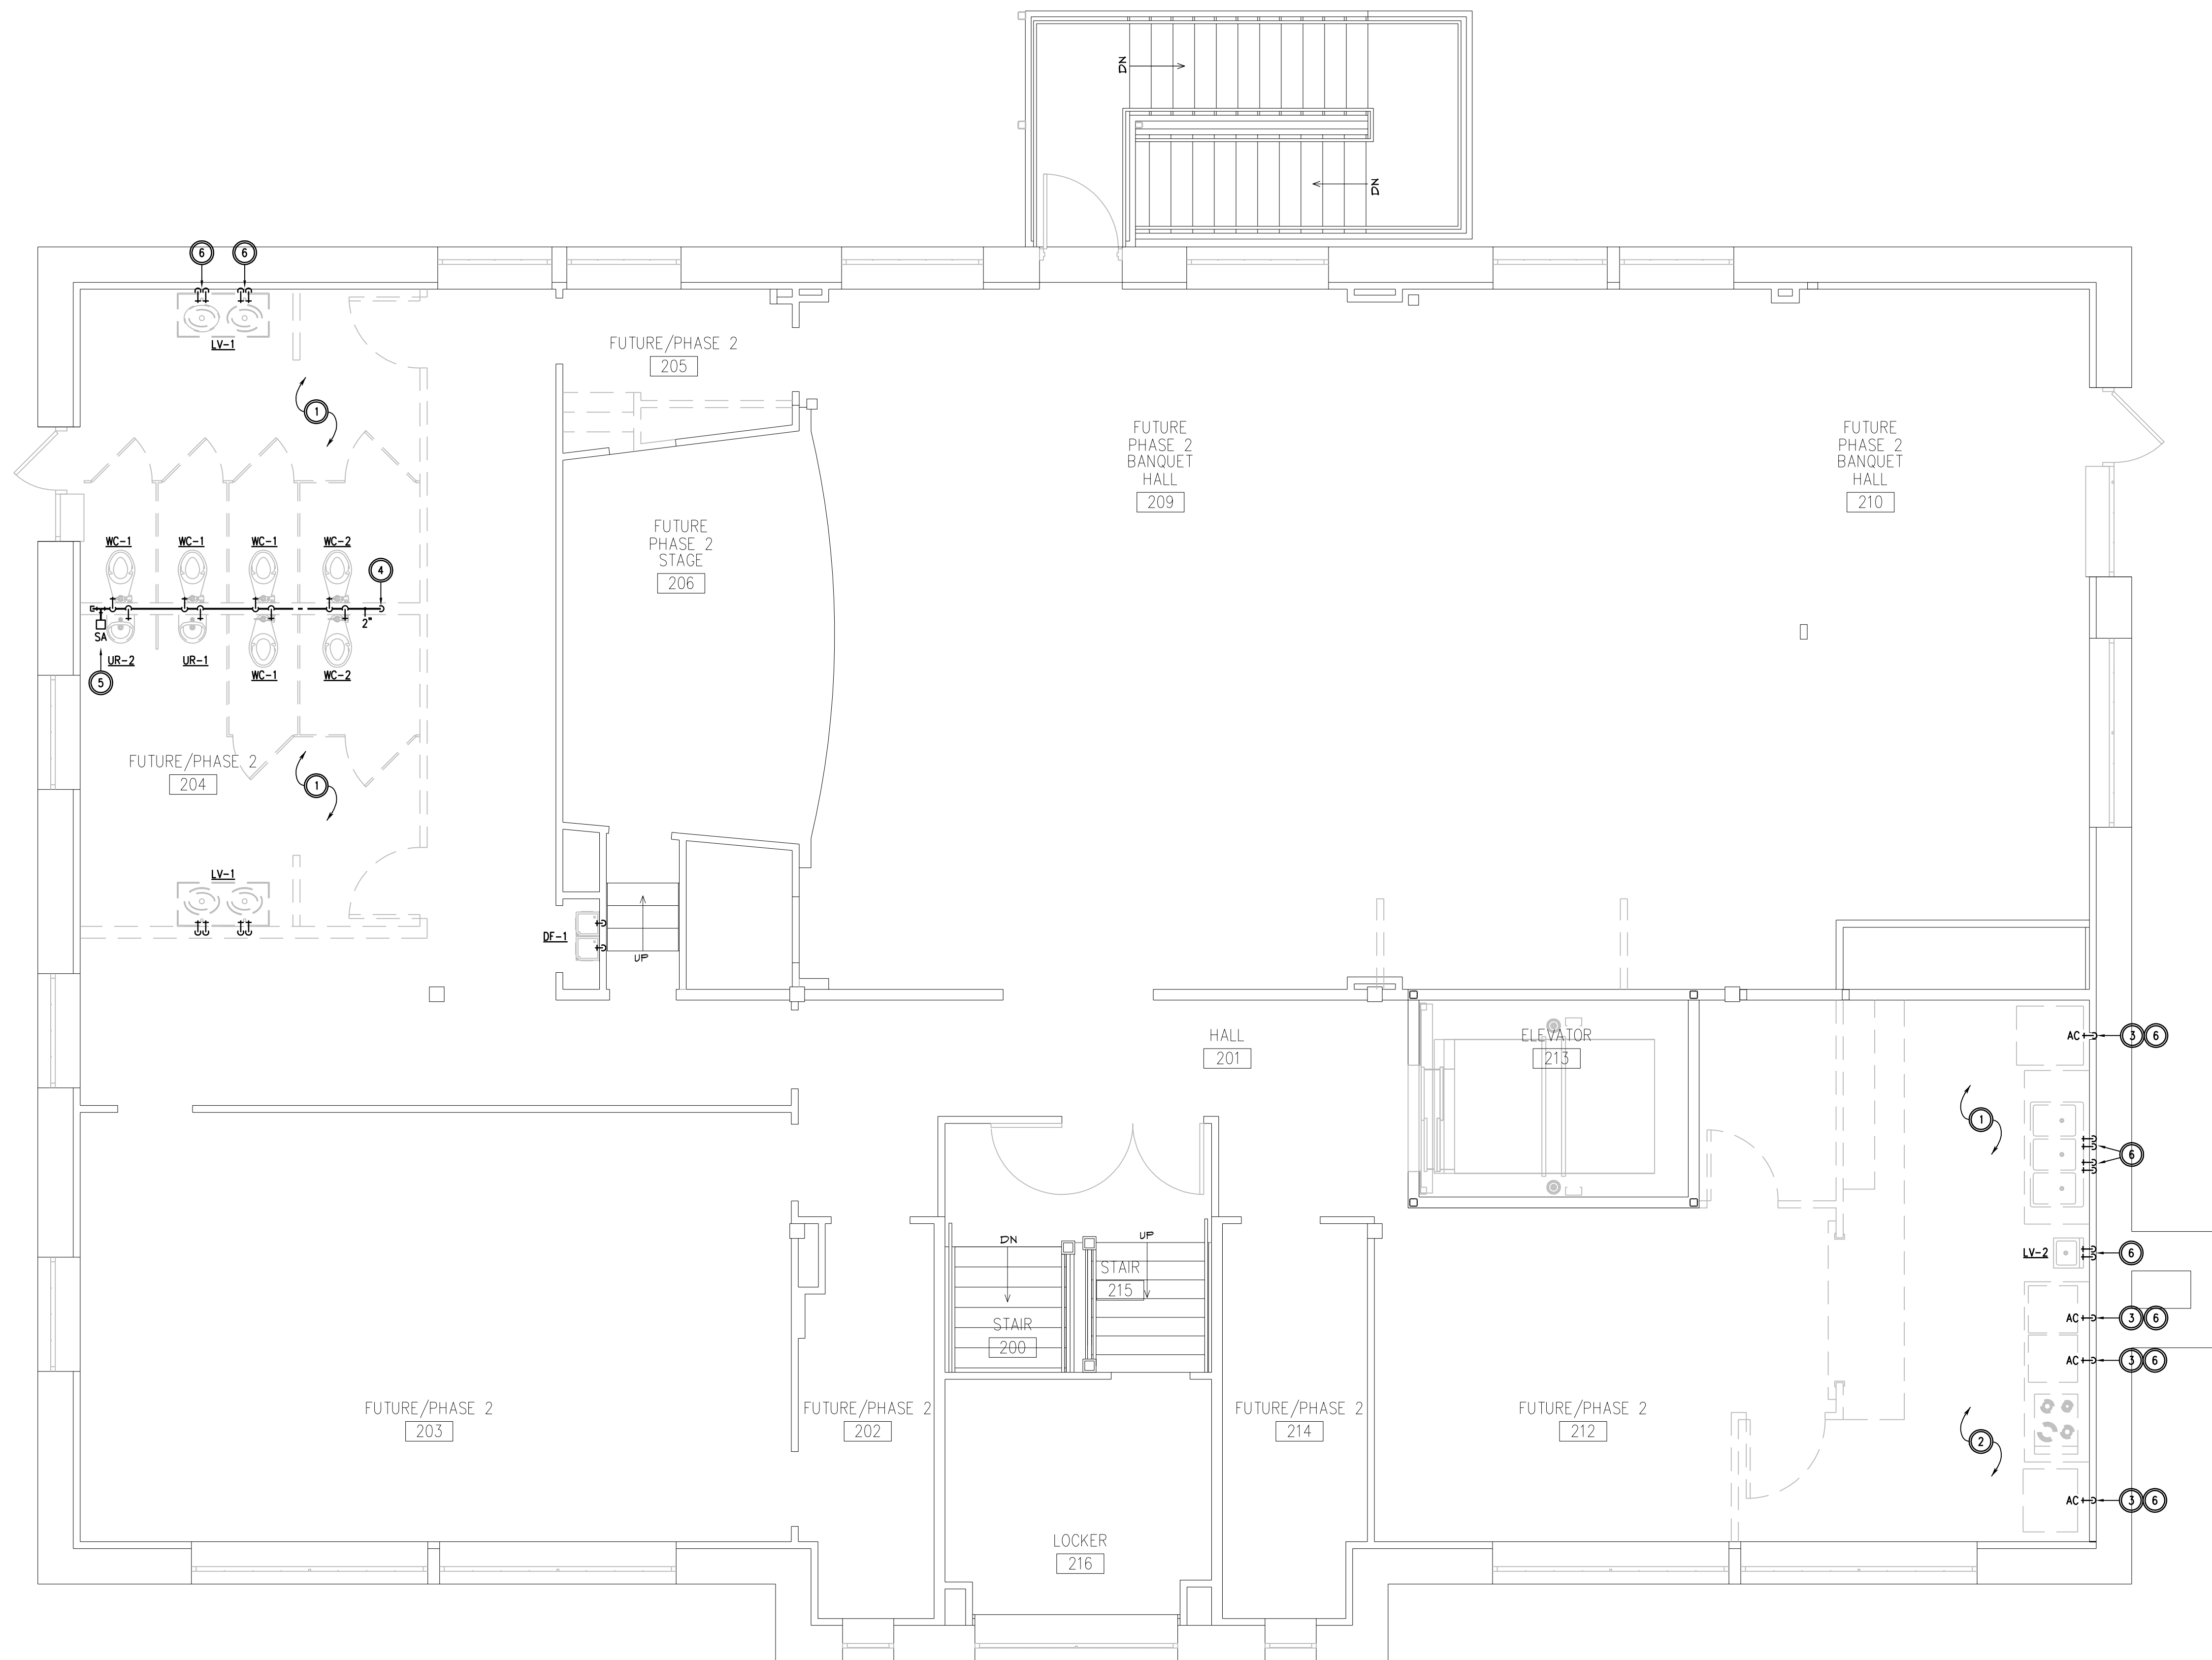 DN
DN
6
6
LV-1
FUTURE/PHASE 2
205
1
FUTURE
PHASE 2
BANQUET
HALL
209
FUTURE
PHASE 2
BANQUET
HALL
210
WC-1
WC-1
WC-1
WC-2
FUTURE
PHASE 2
STAGE
206
4
SA
2"
UR-2
UR-1
WC-1
WC-2
5
FUTURE/PHASE 2
204
1
LV-1
DF-1
UP
HALL
201
ELEVATOR
213
AC
3
6
1
6
DN
UP
LV-2
6
STAIR
215
STAIR
200
AC
3
6
AC
3
6
FUTURE/PHASE 2
203
FUTURE/PHASE 2
202
FUTURE/PHASE 2
214
FUTURE/PHASE 2
212
2
AC
3
6
LOCKER
216